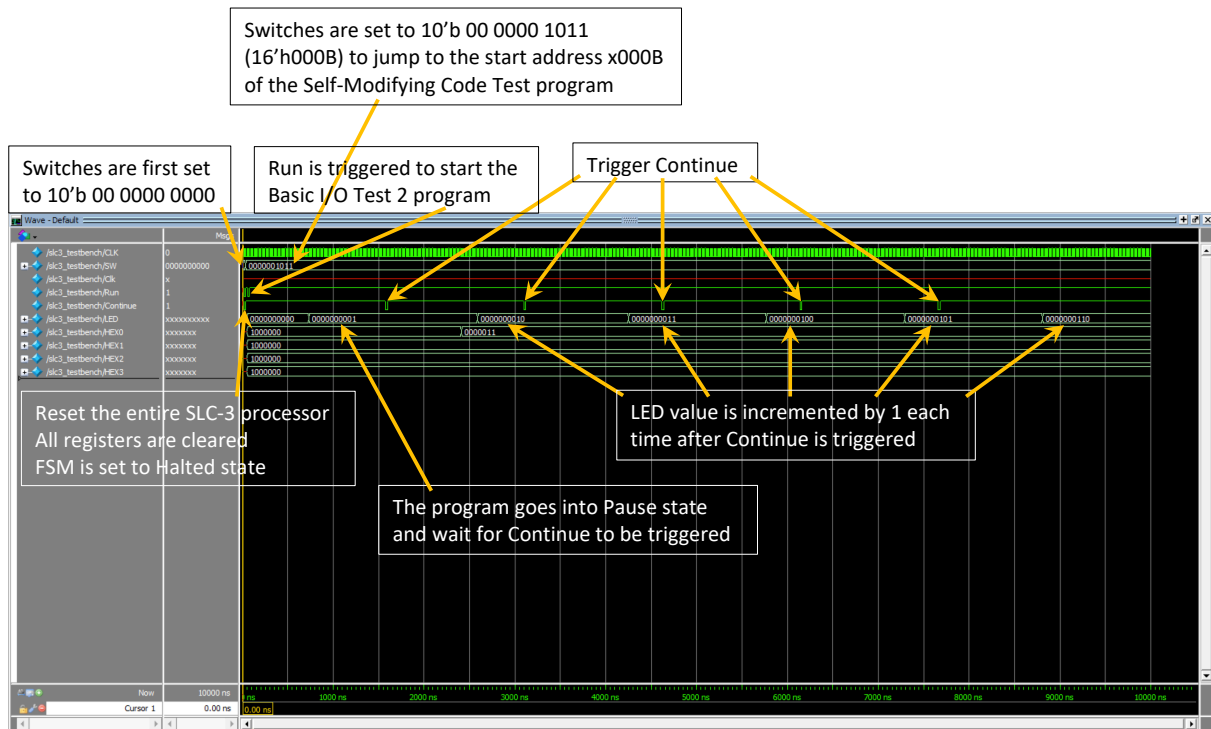 Switches are set to 10’b 00 0000 1011
(16’h000B) to jump to the start address x000B
of the Self-Modifying Code Test program
Switches are first set
to 10’b 00 0000 0000
Run is triggered to start the
Basic I/O Test 2 program
Trigger Continue
Wave - Default
Msgs
/slc3_testbench/CLK 0
/slc3_testbench/SW 0000000000 0000001011
/slc3_testbench/Clk x
/slc3_testbench/Run 1
/slc3_testbench/Continue 1
/slc3_testbench/LED xxxxxxxxxx 0000000000 0000000001 0000000010 0000000011 0000000100 0000000101 0000000110
/slc3_testbench/HEX0 xxxxxxx 1000000 0000011
/slc3_testbench/HEX1 xxxxxxx 1000000
/slc3_testbench/HEX2 xxxxxxx 1000000
/slc3_testbench/HEX3 xxxxxxx 1000000
Reset the entire SLC-3 processor
All registers are cleared
FSM is set to Halted state
LED value is incremented by 1 each
time after Continue is triggered
The program goes into Pause state
and wait for Continue to be triggered
Now 10000 ns ns 1000 ns 2000 ns 3000 ns 4000 ns 5000 ns 6000 ns 7000 ns 8000 ns 9000 ns 10000 ns
Cursor 1 0.00 ns 0.00 ns